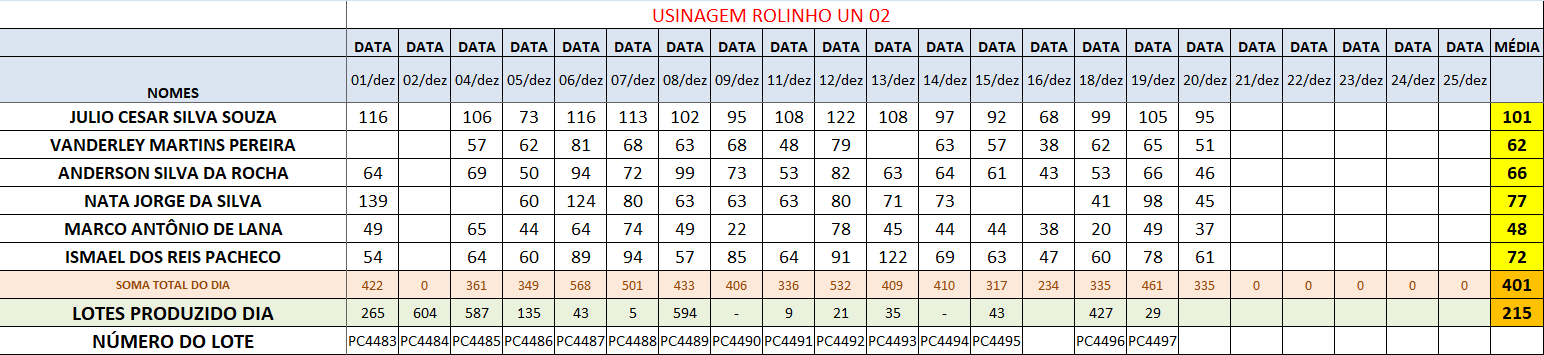 USINAGEM ROLINHO UN 02
DATA DATA DATA DATA DATA DATA DATA DATA DATA DATA DATA DATA DATA DATA DATA DATA DATA DATA DATA DATA DATA DATA MÉDIA
NOMES 01/dez 02/dez 04/dez 05/dez 06/dez 07/dez 08/dez 09/dez 11/dez 12/dez 13/dez 14/dez 15/dez 16/dez 18/dez 19/dez 20/dez 21/dez 22/dez 23/dez 24/dez 25/dez
JULIO CESAR SILVA SOUZA 116 106 73 116 113 102 95 108 122 108 97 92 68 99 105 95 101
VANDERLEY MARTINS PEREIRA 57 62 81 68 63 68 48 79 63 57 38 62 65 51 62
ANDERSON SILVA DA ROCHA 64 69 50 94 72 99 73 53 82 63 64 61 43 53 66 46 66
NATA JORGE DA SILVA 139 60 124 80 63 63 63 80 71 73 41 98 45 77
MARCO ANTÔNIO DE LANA 49 65 44 64 74 49 22 78 45 44 44 38 20 49 37 48
ISMAEL DOS REIS PACHECO 54 64 60 89 94 57 85 64 91 122 69 63 47 60 78 61 72
SOMA TOTAL DO DIA 422 0 361 349 568 501 433 406 336 532 409 410 317 234 335 461 335 0 0 0 0 0 401
LOTES PRODUZIDO DIA 265 604 587 135 43 5 594 - 9 21 35 - 43 427 29 215
NÚMERO DO LOTE PC4483 PC4484 PC4485 PC4486 PC4487 PC4488 PC4489 PC4490 PC4491 PC4492 PC4493 PC4494 PC4495 PC4496 PC4497